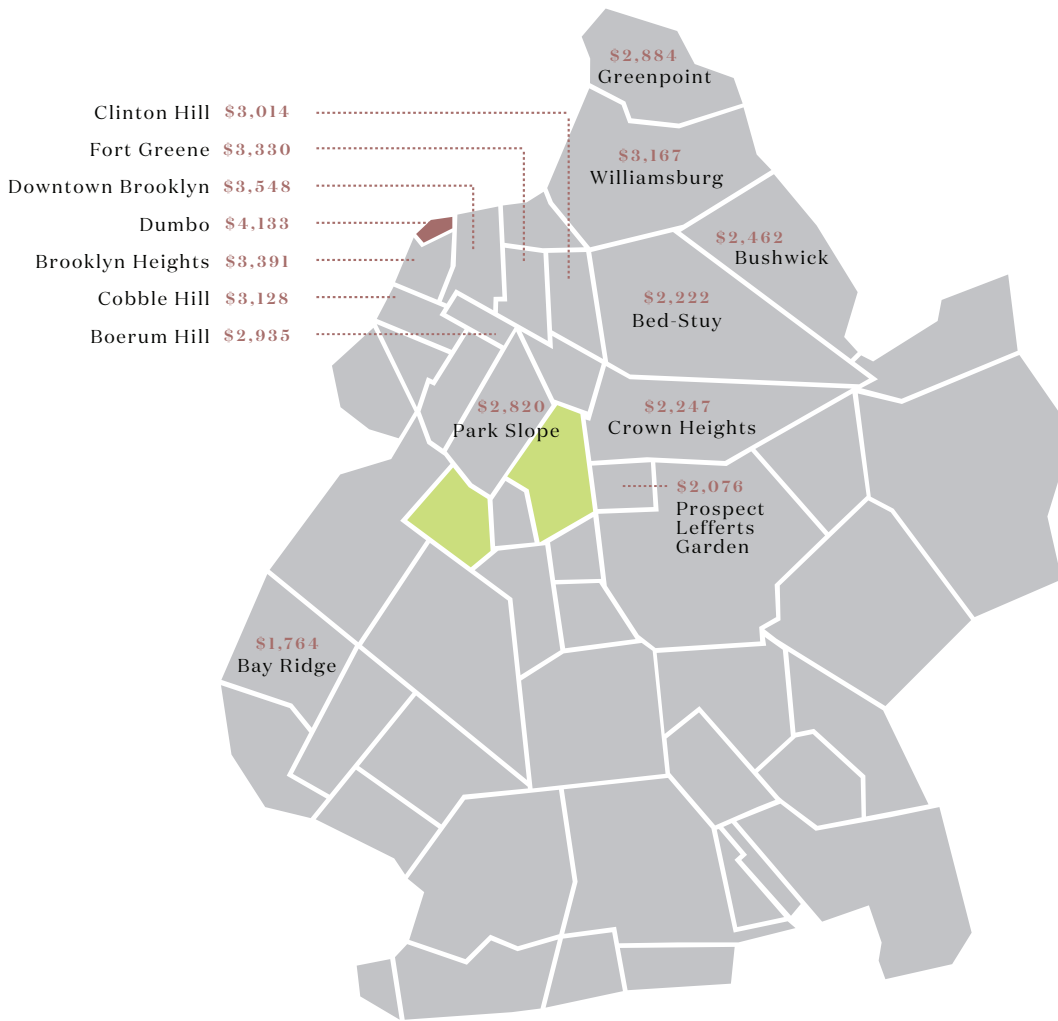 $2,884
Greenpoint
Clinton Hill $3,014
Fort Greene $3,330
$3,167
Williamsburg
Downtown Brooklyn $3,548
Dumbo $4,133
$2,462
Bushwick
Brooklyn Heights $3,391
Cobble Hill $3,128
$2,222
Bed-Stuy
Boerum Hill $2,935
$2,820
Park Slope
$2,247
Crown Heights
$2,076
Prospect
Lefferts
Garden
$1,764
Bay Ridge